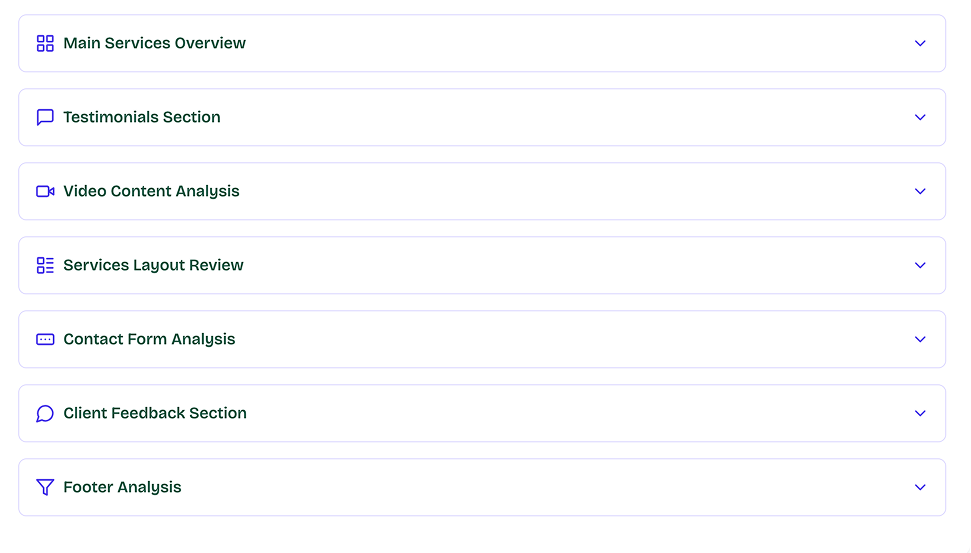 Main Services Overview
Testimonials Section
Video Content Analysis
Services Layout Review
Contact Form Analysis
Client Feedback Section
Footer Analysis